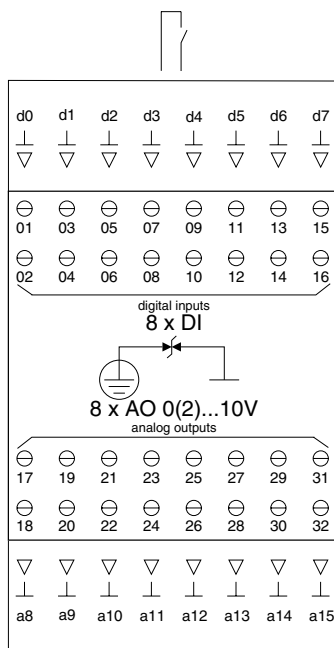 d0 d1 d2 d3 d4 d5 d6 d7
01 03 05 07 09 11 13 15
02 04 06 08 10 12 14 16
digital inputs
8 x DI
8 x AO 0(2)...10V
analog outputs
17 19 21 23 25 27 29 31
18 20 22 24 26 28 30 32
a8 a9 a10 a11 a12 a13 a14 a15